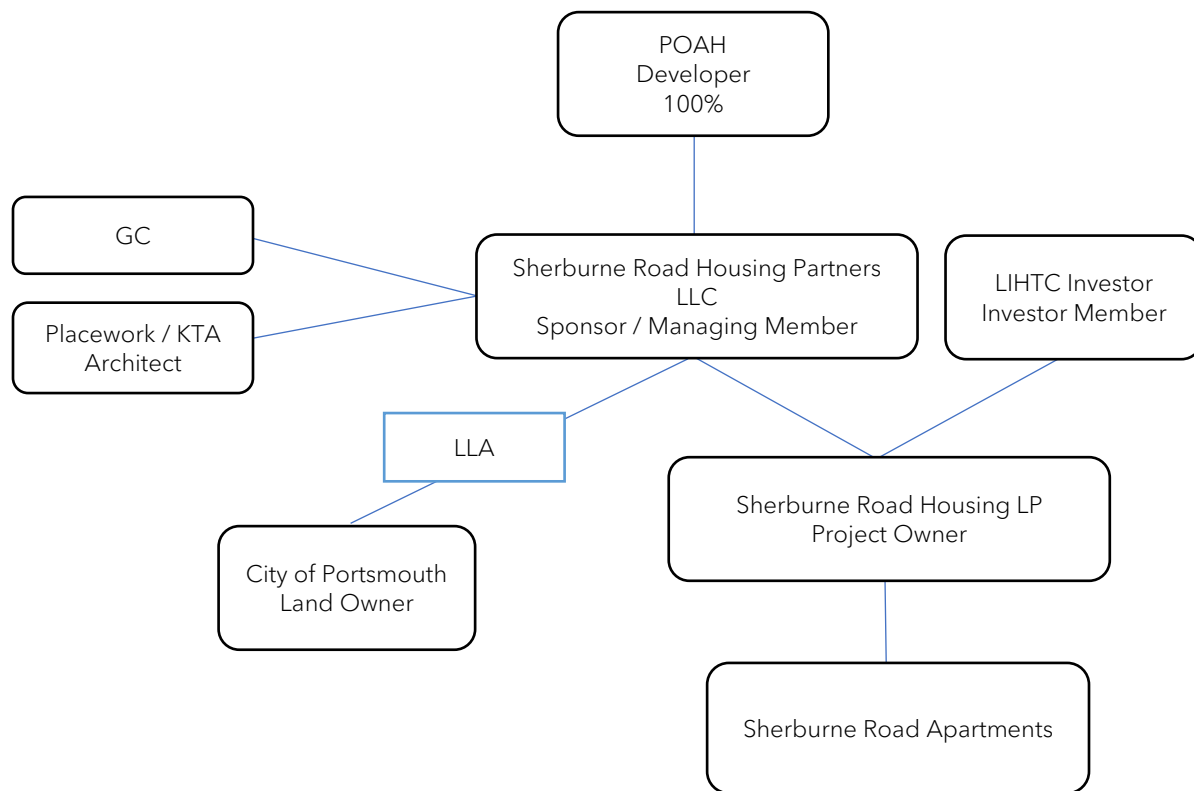 POAH
Developer
100%
GC
Sherburne Road Housing Partners
LLC
Sponsor / Managing Member
LIHTC Investor
Investor Member
Placework / KTA
Architect
LLA
Sherburne Road Housing LP
Project Owner
City of Portsmouth
Land Owner
Sherburne Road Apartments